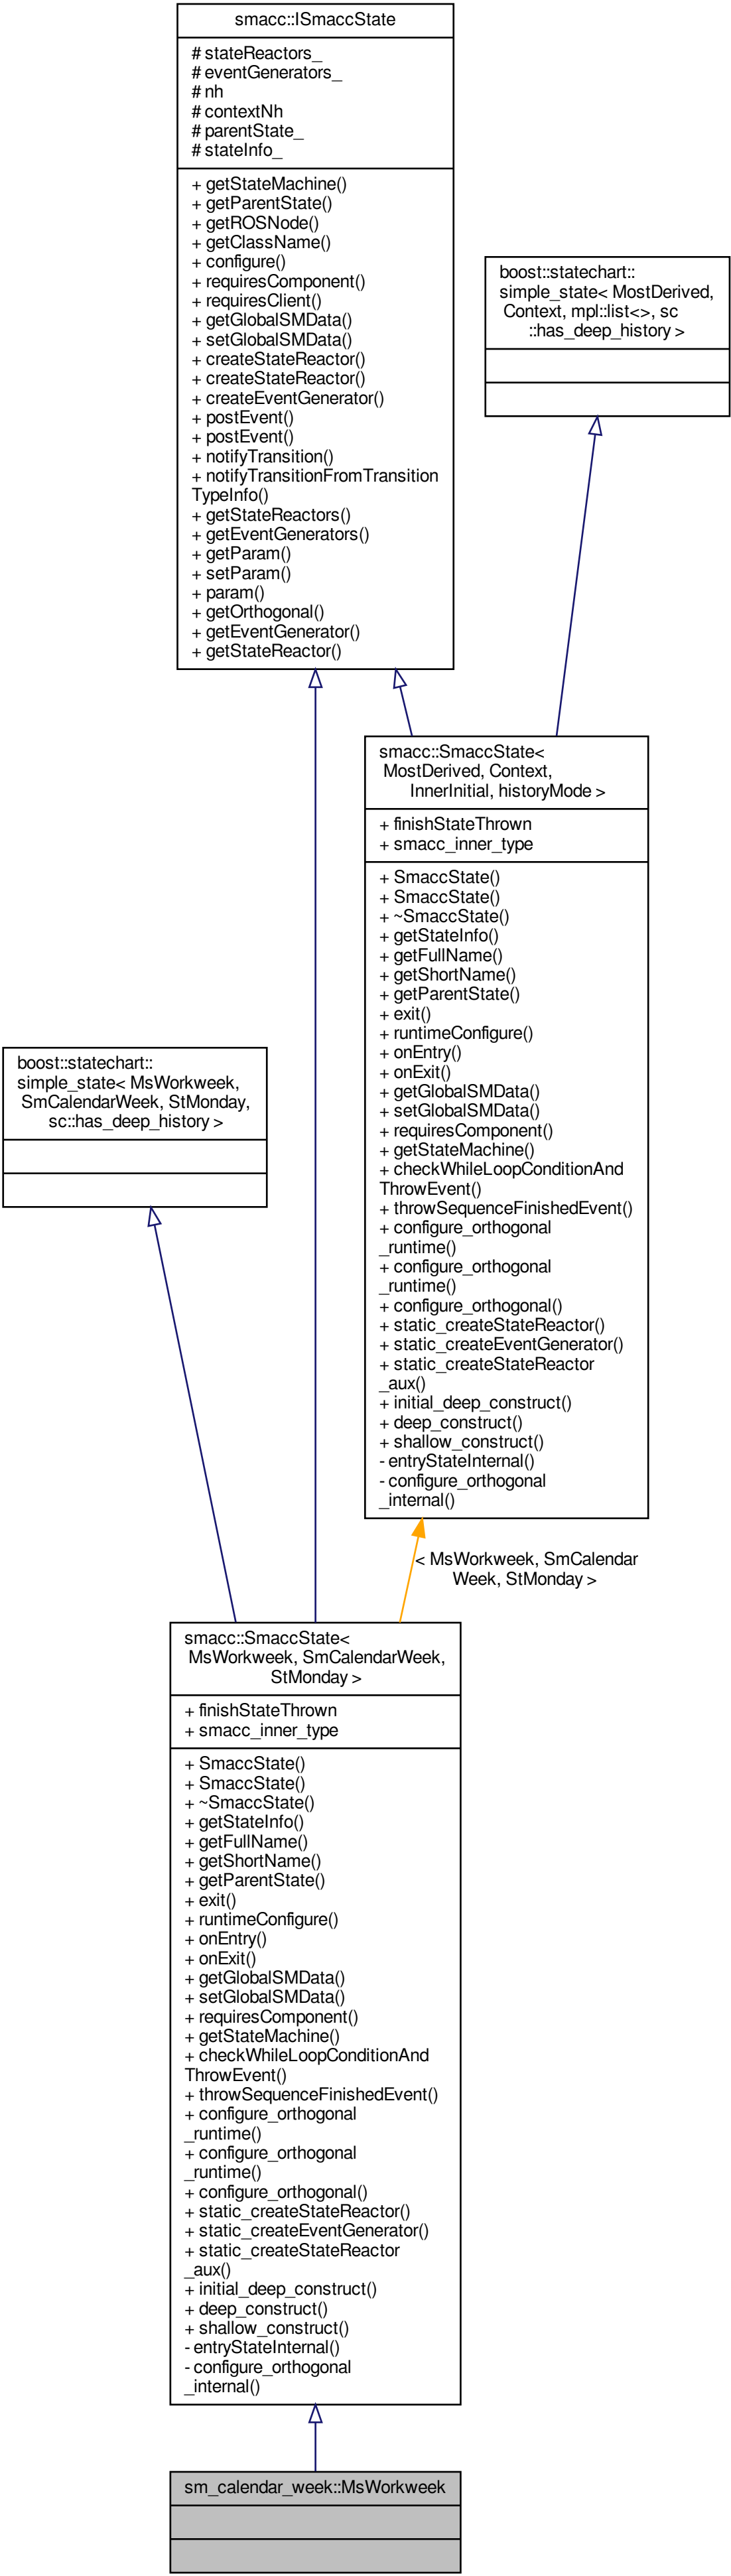 smacc::ISmaccState
# stateReactors_
# eventGenerators_
# nh
# contextNh
# parentState_
# stateInfo_
+ getStateMachine()
+ getParentState()
+ getROSNode()
+ getClassName()
+ configure()
+ requiresComponent()
+ requiresClient()
+ getGlobalSMData()
+ setGlobalSMData()
+ createStateReactor()
+ createStateReactor()
+ createEventGenerator()
+ postEvent()
+ postEvent()
+ notifyTransition()
+ notifyTransitionFromTransition
TypeInfo()
+ getStateReactors()
+ getEventGenerators()
+ getParam()
+ setParam()
+ param()
+ getOrthogonal()
+ getEventGenerator()
+ getStateReactor()
boost::statechart::
simple_state< MostDerived,
Context, mpl::list<>, sc
::has_deep_history >
smacc::SmaccState<
MostDerived, Context,
InnerInitial, historyMode >
+ finishStateThrown
+ smacc_inner_type
+ SmaccState()
+ SmaccState()
+ ~SmaccState()
+ getStateInfo()
+ getFullName()
+ getShortName()
+ getParentState()
+ exit()
+ runtimeConfigure()
+ onEntry()
+ onExit()
+ getGlobalSMData()
+ setGlobalSMData()
+ requiresComponent()
+ getStateMachine()
+ checkWhileLoopConditionAnd
ThrowEvent()
+ throwSequenceFinishedEvent()
+ configure_orthogonal
_runtime()
+ configure_orthogonal
_runtime()
+ configure_orthogonal()
+ static_createStateReactor()
+ static_createEventGenerator()
+ static_createStateReactor
_aux()
+ initial_deep_construct()
+ deep_construct()
+ shallow_construct()
- entryStateInternal()
- configure_orthogonal
_internal()
boost::statechart::
simple_state< MsWorkweek,
SmCalendarWeek, StMonday,
sc::has_deep_history >
< MsWorkweek, SmCalendar
Week, StMonday >
smacc::SmaccState<
MsWorkweek, SmCalendarWeek,
StMonday >
+ finishStateThrown
+ smacc_inner_type
+ SmaccState()
+ SmaccState()
+ ~SmaccState()
+ getStateInfo()
+ getFullName()
+ getShortName()
+ getParentState()
+ exit()
+ runtimeConfigure()
+ onEntry()
+ onExit()
+ getGlobalSMData()
+ setGlobalSMData()
+ requiresComponent()
+ getStateMachine()
+ checkWhileLoopConditionAnd
ThrowEvent()
+ throwSequenceFinishedEvent()
+ configure_orthogonal
_runtime()
+ configure_orthogonal
_runtime()
+ configure_orthogonal()
+ static_createStateReactor()
+ static_createEventGenerator()
+ static_createStateReactor
_aux()
+ initial_deep_construct()
+ deep_construct()
+ shallow_construct()
- entryStateInternal()
- configure_orthogonal
_internal()
sm_calendar_week::MsWorkweek